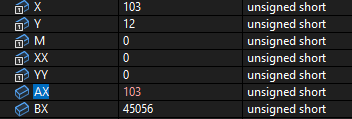 X 103 unsigned short
Y 12 unsigned short
M 0 unsigned short
XX 0 unsigned short
YY 0 unsigned short
AX 103 unsigned short
BX 45056 unsigned short